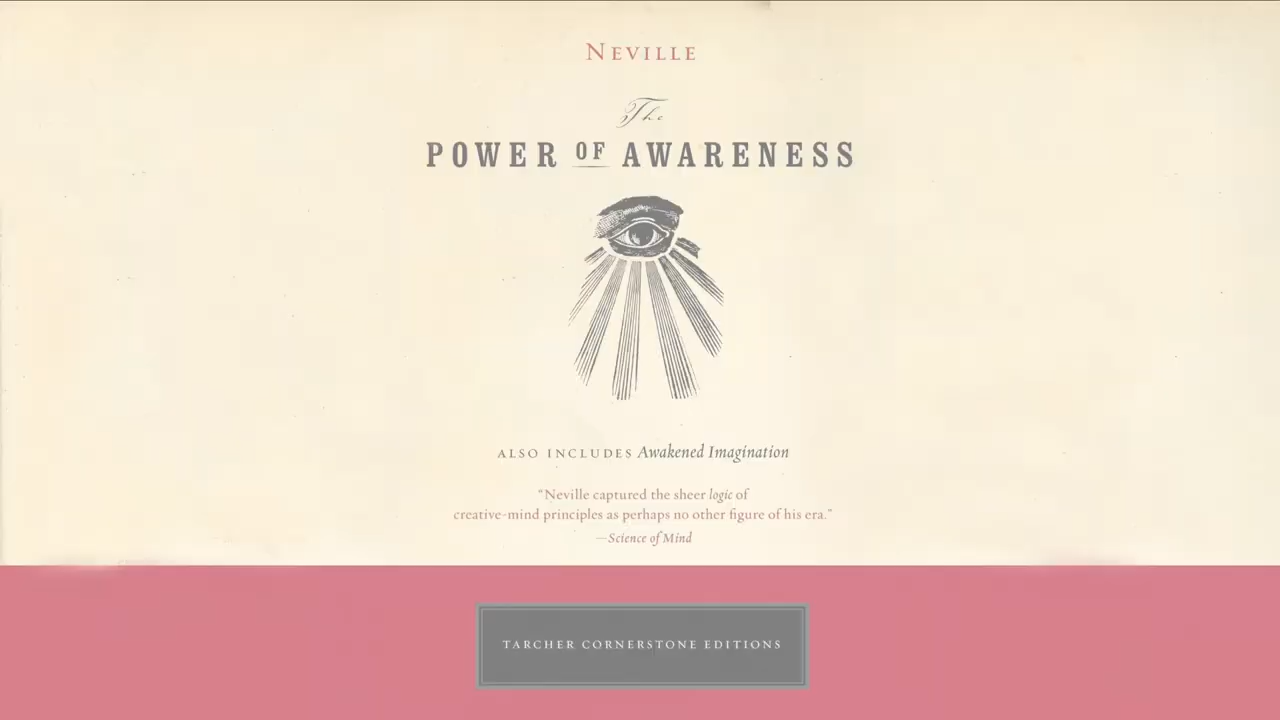 NEVILLE
The
POWER OF AWARENESS
ALSO INCLUDES Awakened Imagination
“Neville captured the sheer logic of
creative-mind principles as perhaps no other figure of his era.”
—Science of Mind
TARCHER CORNERSTONE EDITIONS